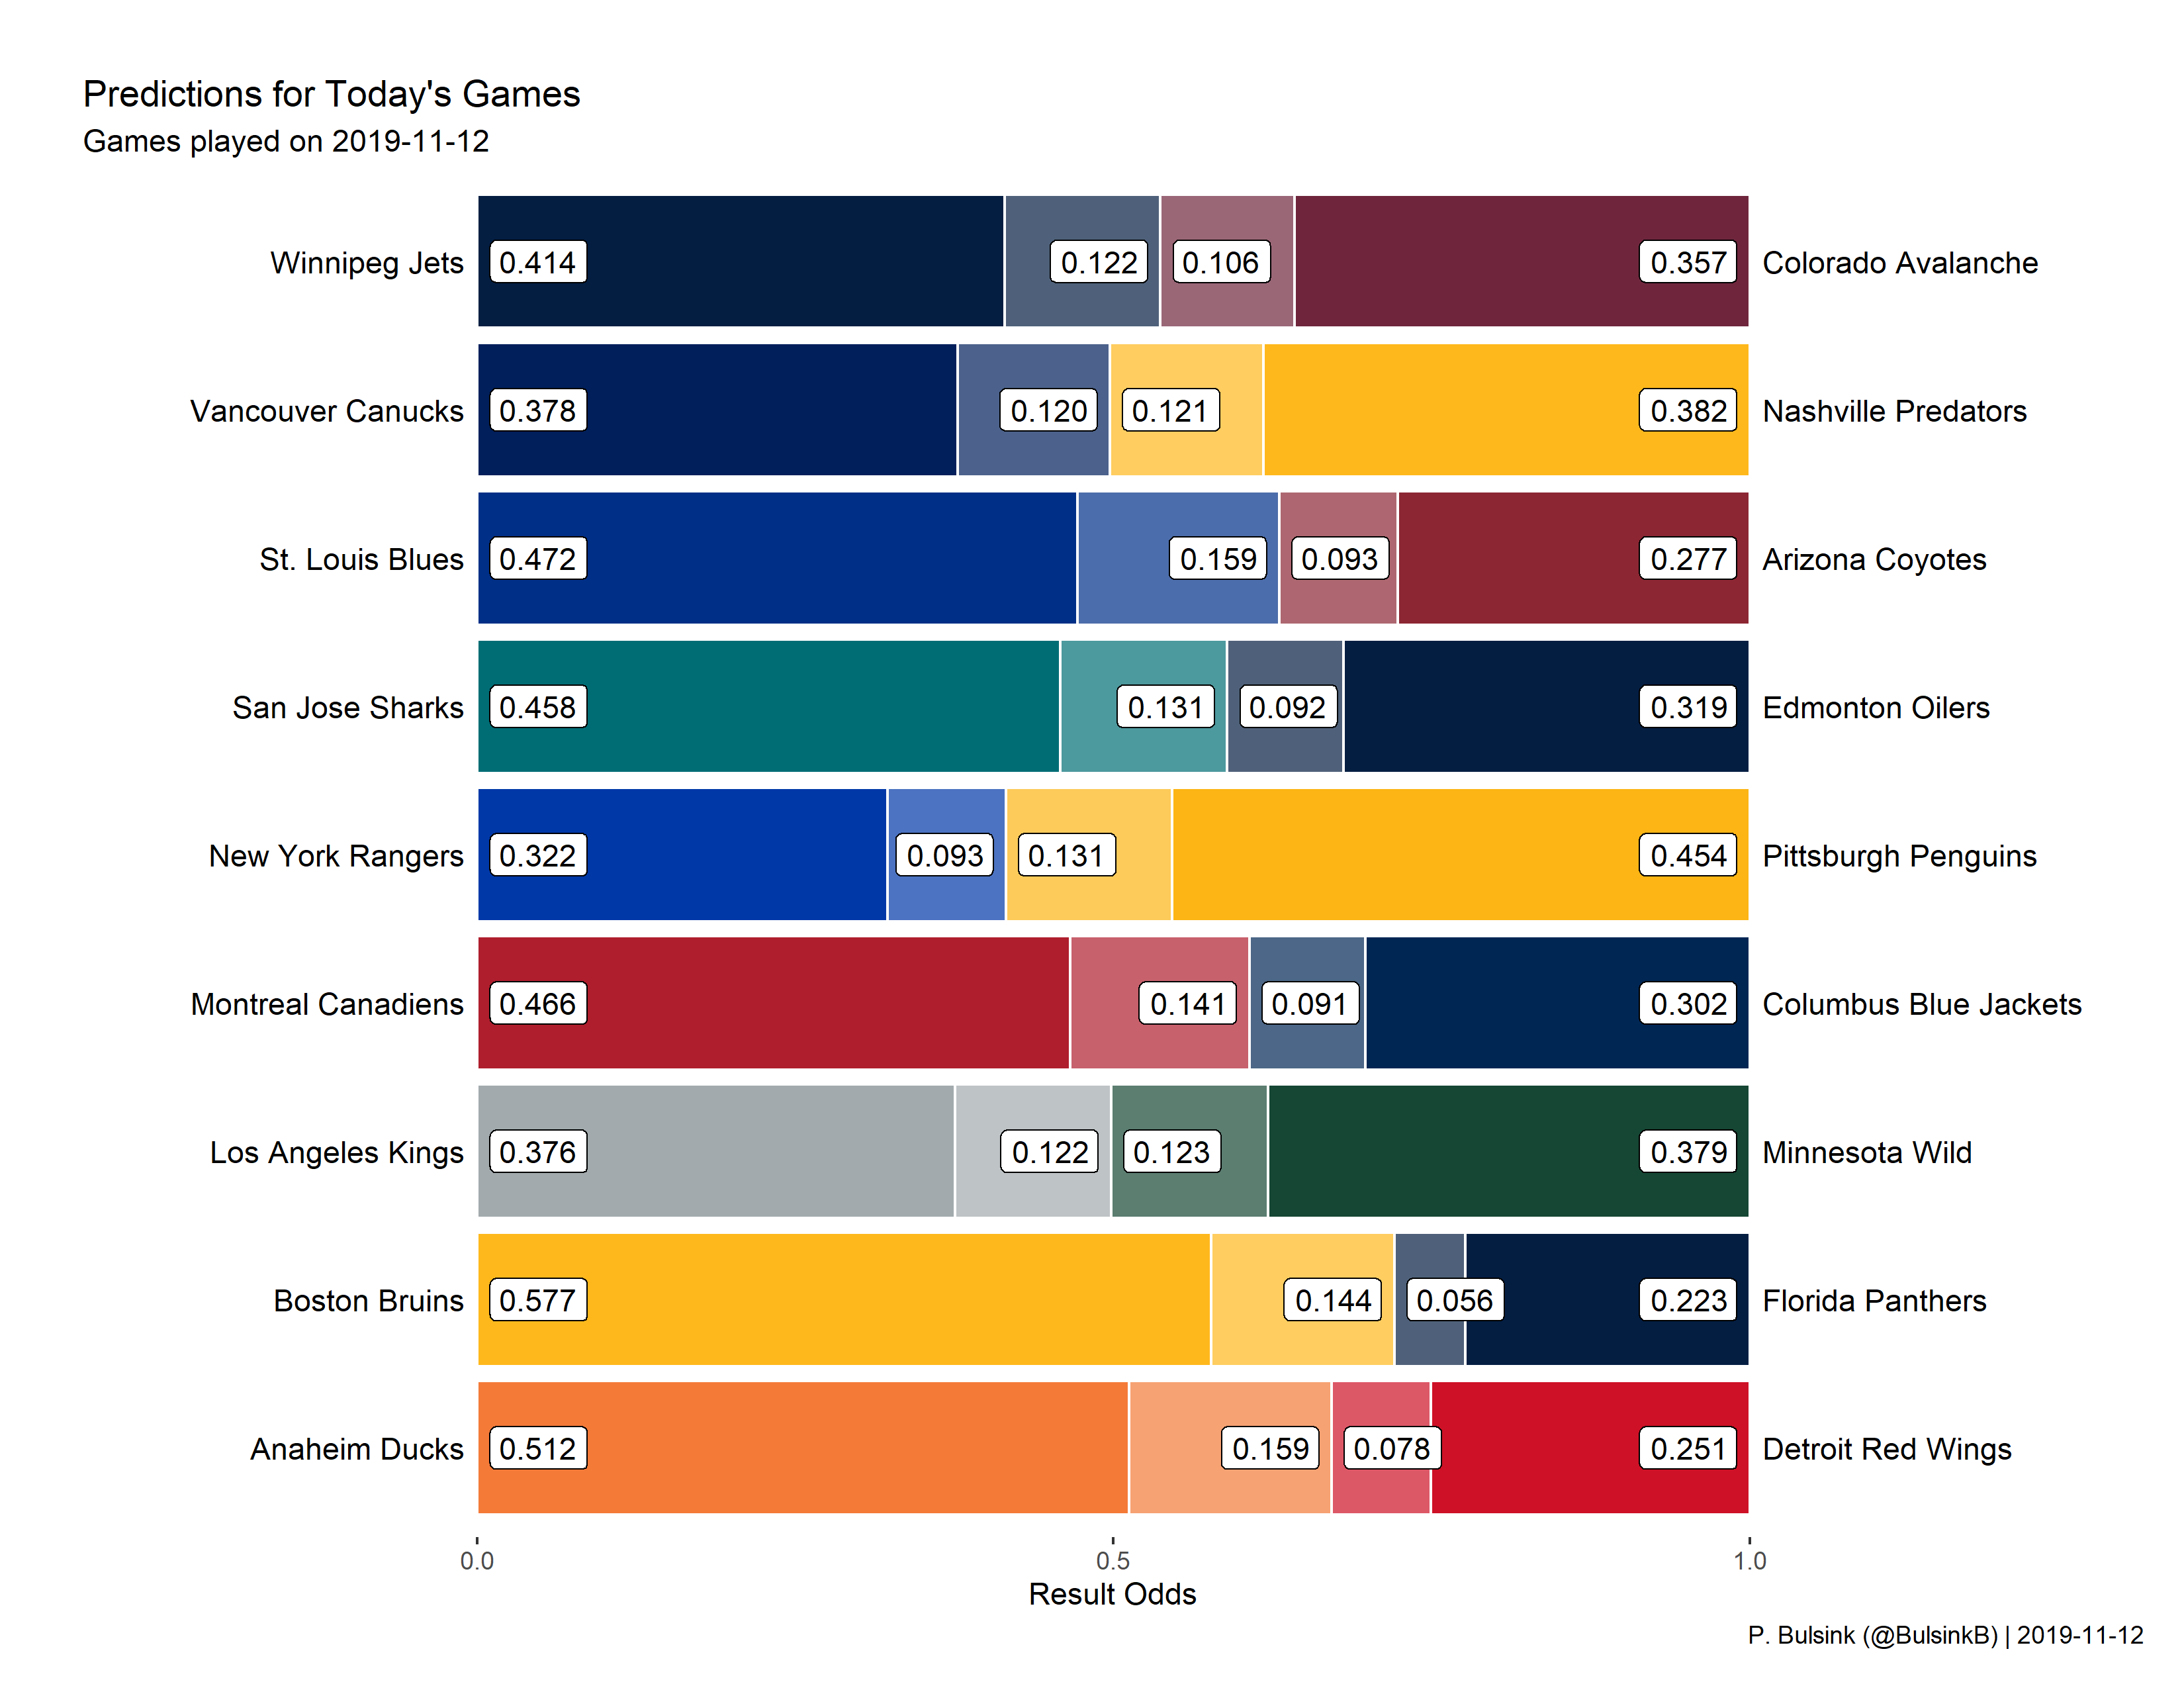 Predictions for Today's Games
Games played on 2019-11-12
Winnipeg Jets 0.414 0.122 0.106 0.357 Colorado Avalanche
Vancouver Canucks 0.378 0.120 0.121 0.382 Nashville Predators
St. Louis Blues 0.472 0.159 0.093 0.277 Arizona Coyotes
San Jose Sharks 0.458 0.131 0.092 0.319 Edmonton Oilers
New York Rangers 0.322 0.093 0.131 0.454 Pittsburgh Penguins
Montreal Canadiens 0.466 0.141 0.091 0.302 Columbus Blue Jackets
Los Angeles Kings 0.376 0.122 0.123 0.379 Minnesota Wild
Boston Bruins 0.577 0.144 0.056 0.223 Florida Panthers
Anaheim Ducks 0.512 0.159 0.078 0.251 Detroit Red Wings
0.0 0.5 1.0
Result Odds
P. Bulsink (@BulsinkB) | 2019-11-12